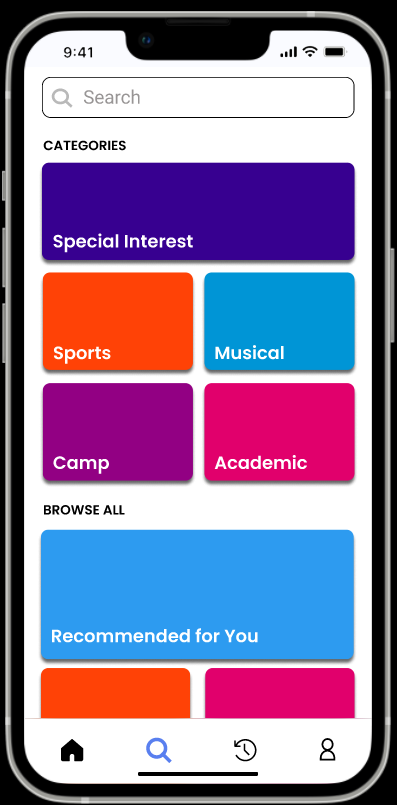 9:41
Search
CATEGORIES
Special Interest
Sports
Musical
Camp
Academic
BROWSE ALL
Recommended for You